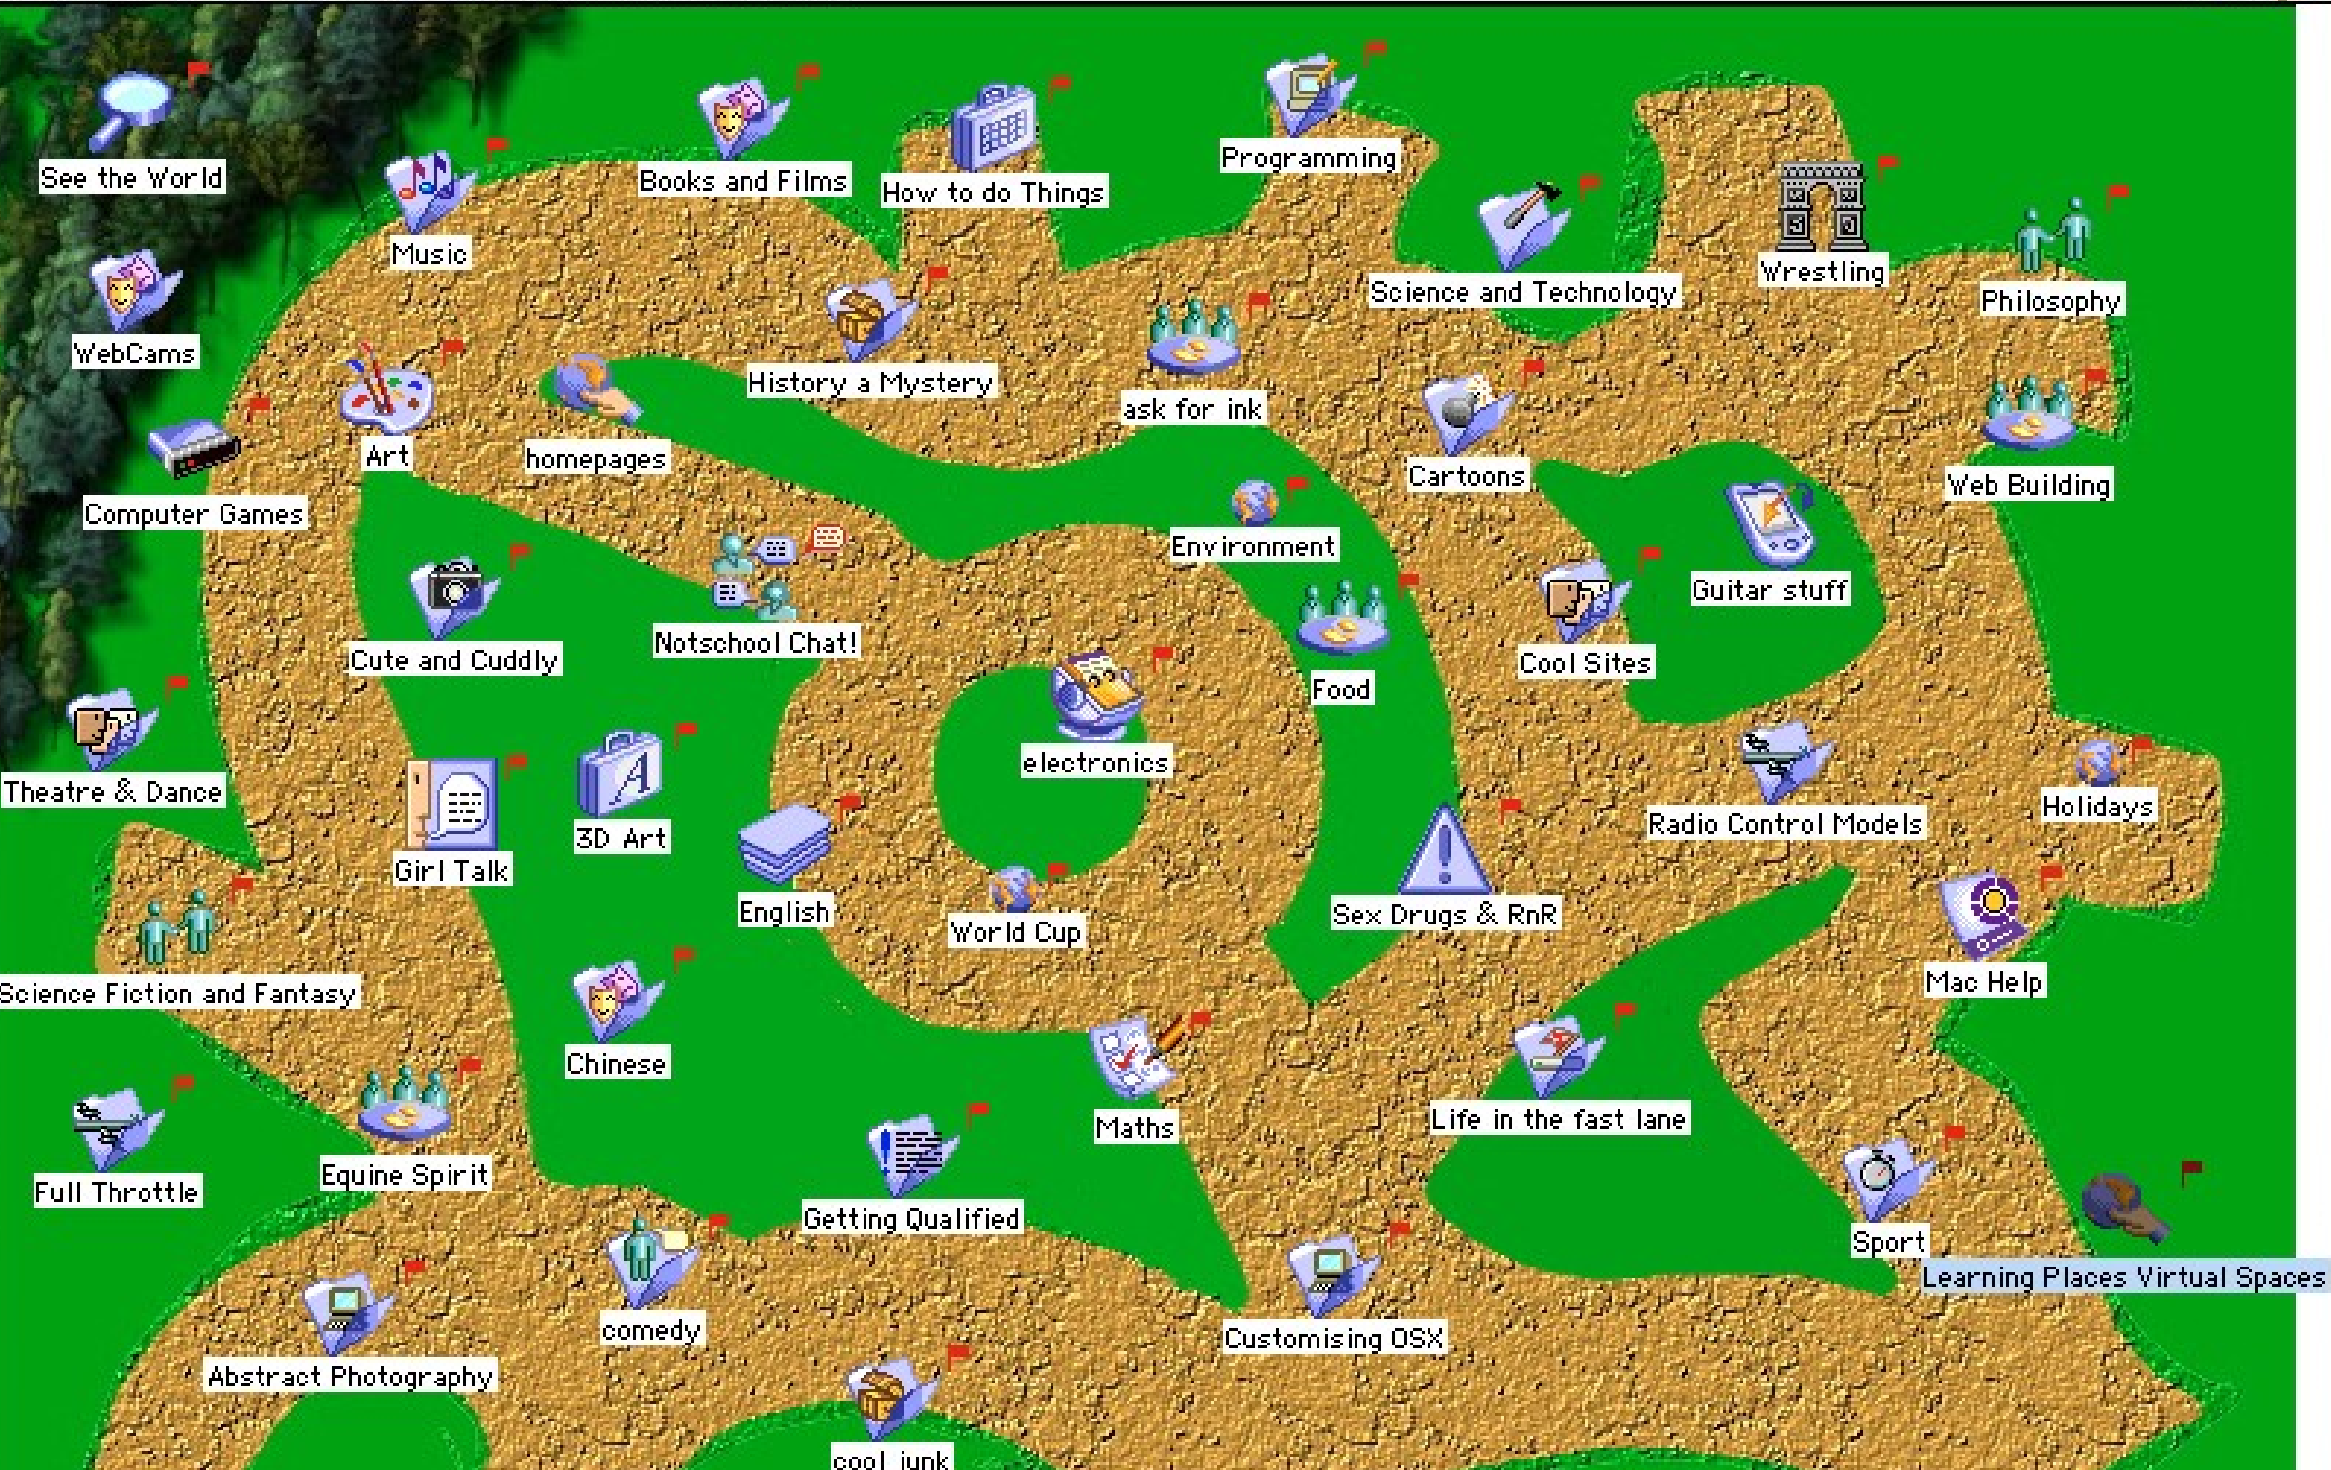 See the World
Books and Films
How to do Things
Programming
Music
Science and Technology
Wrestling
Philosophy
WebCams
History a Mystery
ask for ink
Art
homepages
Cartoons
Web Building
Computer Games
Environment
Guitar stuff
Cute and Cuddly
Notschool Chat!
Cool Sites
Food
Theatre & Dance
electronics
3D Art
Girl Talk
Radio Control Models
Holidays
English
World Cup
Sex Drugs & RnR
Science Fiction and Fantasy
Mac Help
Chinese
Maths
Life in the fast lane
Full Throttle
Equine Spirit
Getting Qualified
Sport
Learning Places Virtual Spaces
comedy
Customising OSX
Abstract Photography
cool junk